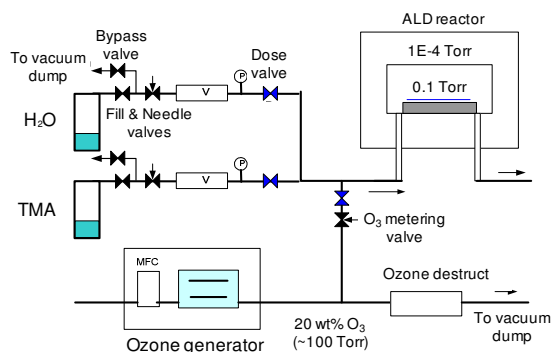 ALD reactor
Bypass
valve
To vacuum
dump
Dose
valve
1E-4 Torr
P
0.1 Torr
V
H₂O
Fill & Needle
valves
P
V
TMA
O₃ metering
valve
MFC
Ozone destruct
20 wt% O₃
(~100 Torr)
To vacuum
dump
Ozone generator